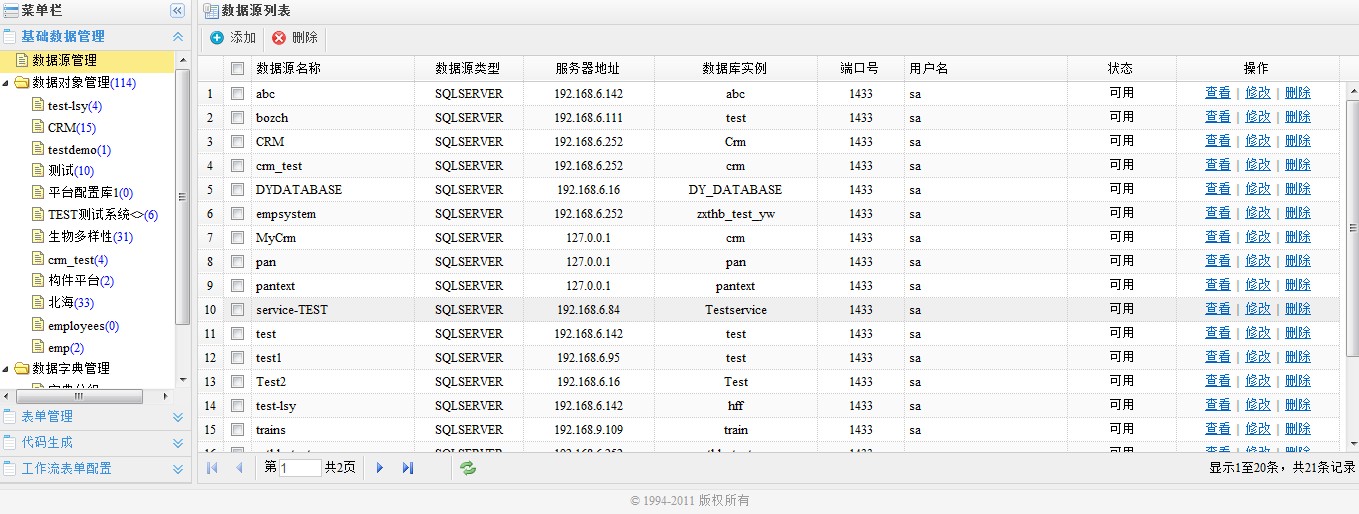 菜单栏
基础数据管理
数据源管理
数据对象管理(114)
test-lsy(4)
CRM(15)
testdemo(1)
测试(10)
平台配置库1(0)
TEST测试系统<>(6)
生物多样性(31)
crm_test(4)
构件平台(2)
北海(33)
employees(0)
emp(2)
数据字典管理
表单管理
代码生成
工作流表单配置
数据源列表
添加 删除
数据源名称 数据源类型 服务器地址 数据库实例 端口号 用户名 状态 操作
1 abc SQLSERVER 192.168.6.142 abc 1433 sa 可用 查看 | 修改 | 删除
2 bozch SQLSERVER 192.168.6.111 test 1433 sa 可用 查看 | 修改 | 删除
3 CRM SQLSERVER 192.168.6.252 Crm 1433 sa 可用 查看 | 修改 | 删除
4 crm_test SQLSERVER 192.168.6.252 crm 1433 sa 可用 查看 | 修改 | 删除
5 DYDATABASE SQLSERVER 192.168.6.16 DY_DATABASE 1433 sa 可用 查看 | 修改 | 删除
6 empsystem SQLSERVER 192.168.6.252 zxthb_test_yw 1433 sa 可用 查看 | 修改 | 删除
7 MyCrm SQLSERVER 127.0.0.1 crm 1433 sa 可用 查看 | 修改 | 删除
8 pan SQLSERVER 127.0.0.1 pan 1433 sa 可用 查看 | 修改 | 删除
9 pantext SQLSERVER 127.0.0.1 pantext 1433 sa 可用 查看 | 修改 | 删除
10 service-TEST SQLSERVER 192.168.6.84 Testservice 1433 sa 可用 查看 | 修改 | 删除
11 test SQLSERVER 192.168.6.142 test 1433 sa 可用 查看 | 修改 | 删除
12 test1 SQLSERVER 192.168.6.95 test 1433 sa 可用 查看 | 修改 | 删除
13 Test2 SQLSERVER 192.168.6.16 Test 1433 sa 可用 查看 | 修改 | 删除
14 test-lsy SQLSERVER 192.168.6.142 hff 1433 sa 可用 查看 | 修改 | 删除
15 trains SQLSERVER 192.168.9.109 train 1433 sa 可用 查看 | 修改 | 删除
第 1 共2页 显示1至20条，共21条记录
© 1994-2011 版权所有